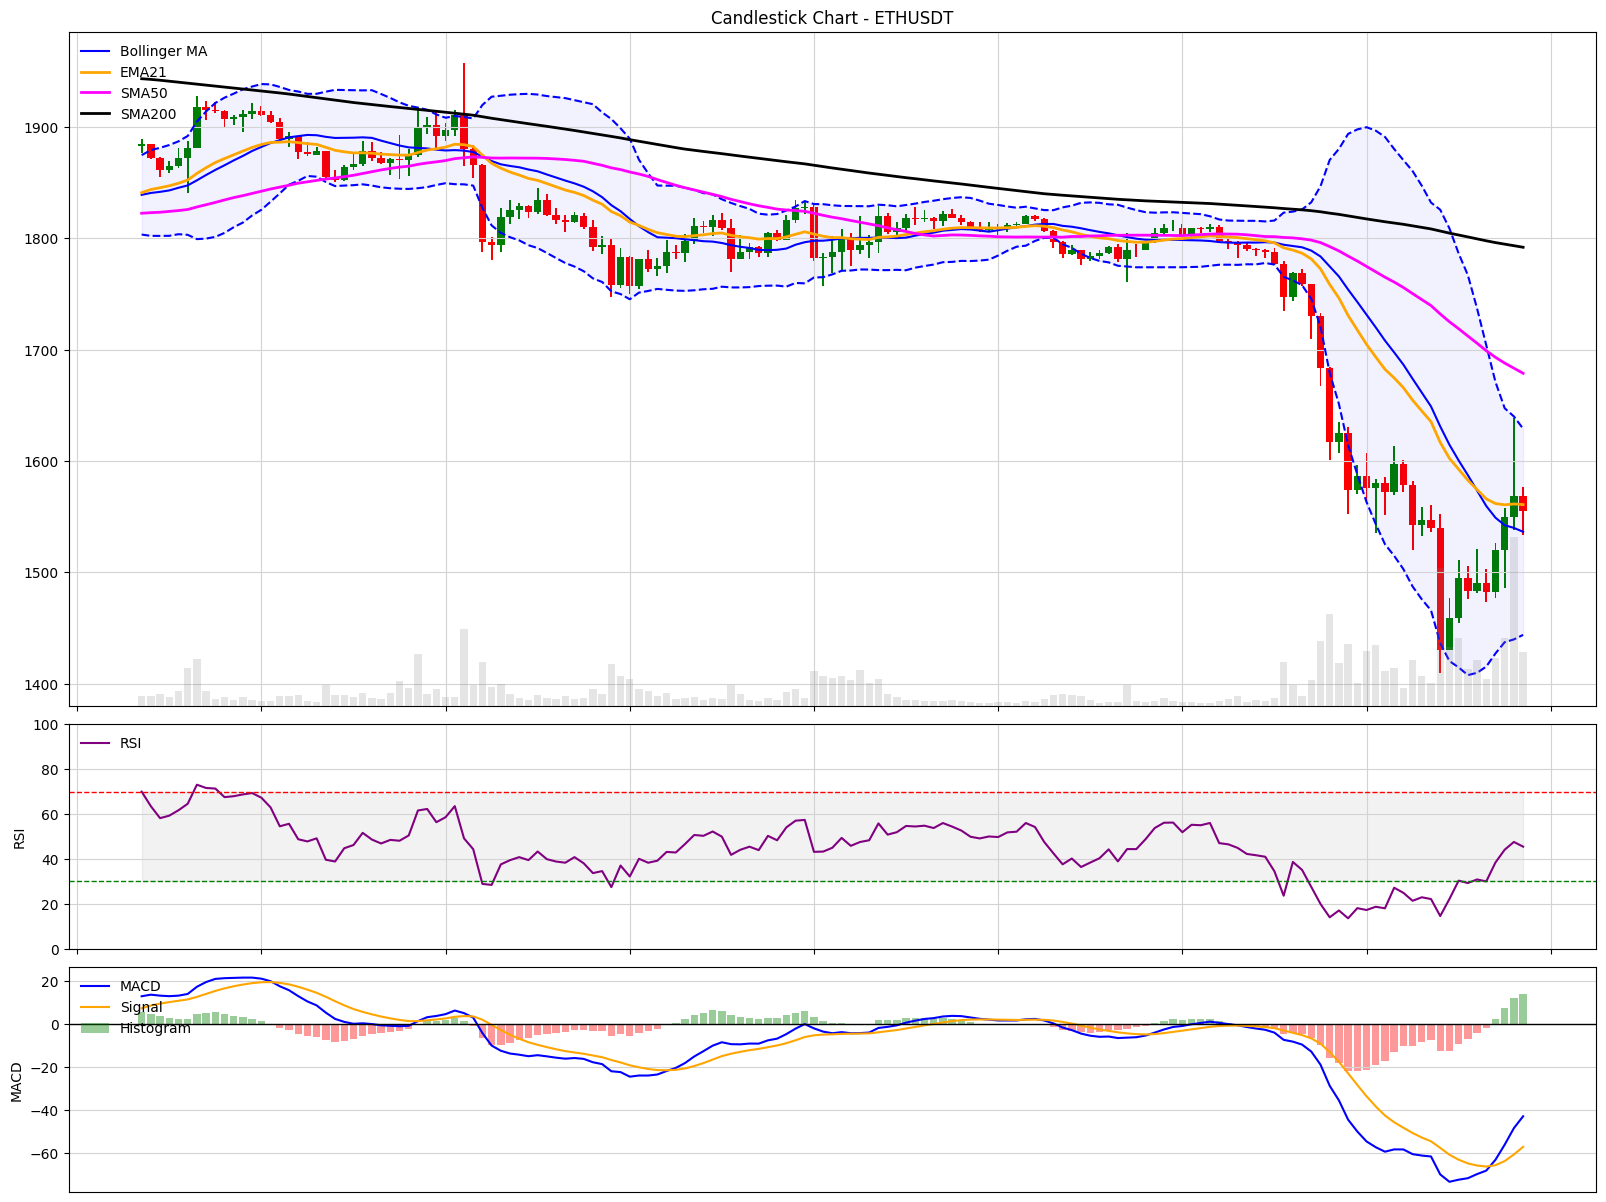 Candlestick Chart - ETHUSDT
Bollinger MA
EMA21
SMA50
SMA200
1900
1800
1700
1600
1500
1400
100
80
60
40
20
0
RSI
RSI
20
0
−20
−40
−60
MACD
MACD
Signal
Histogram